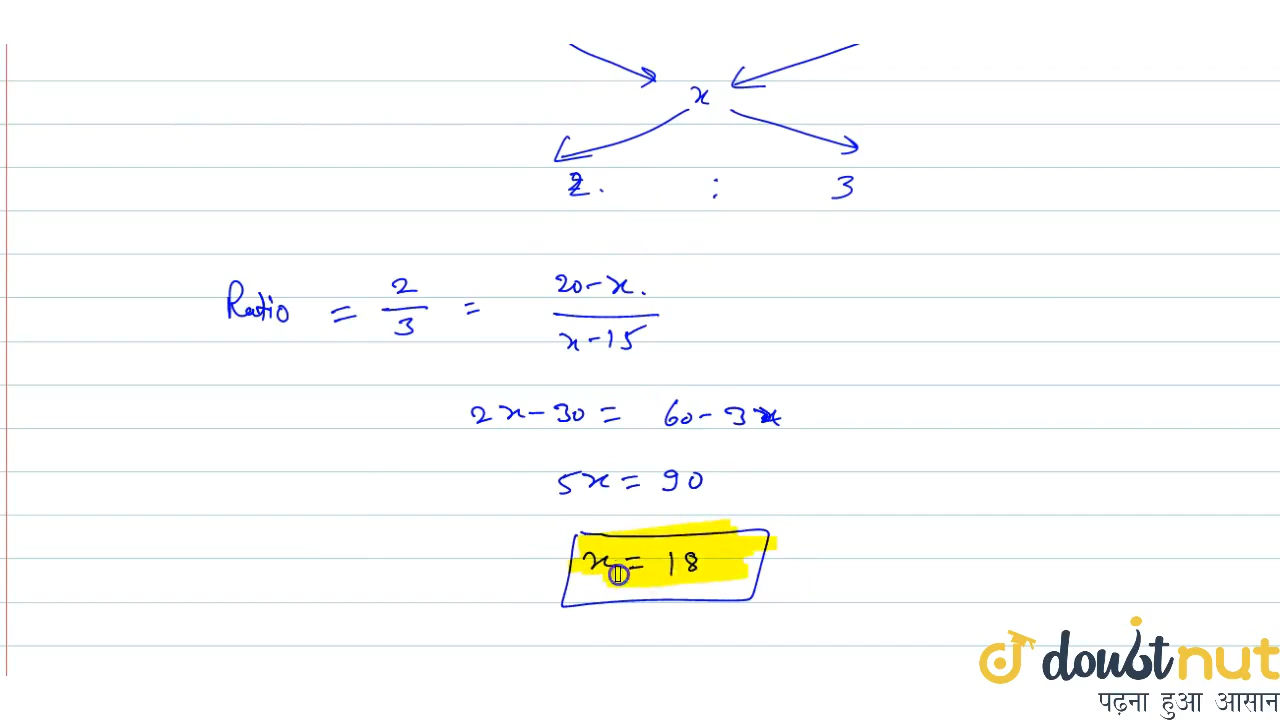 x
2. : 3
Ratio = 2/3 = 20-x. / x-15
2x-30 = 60-3x
5x = 90
x = 18
doubtnut
पढ़ना हुआ आसान